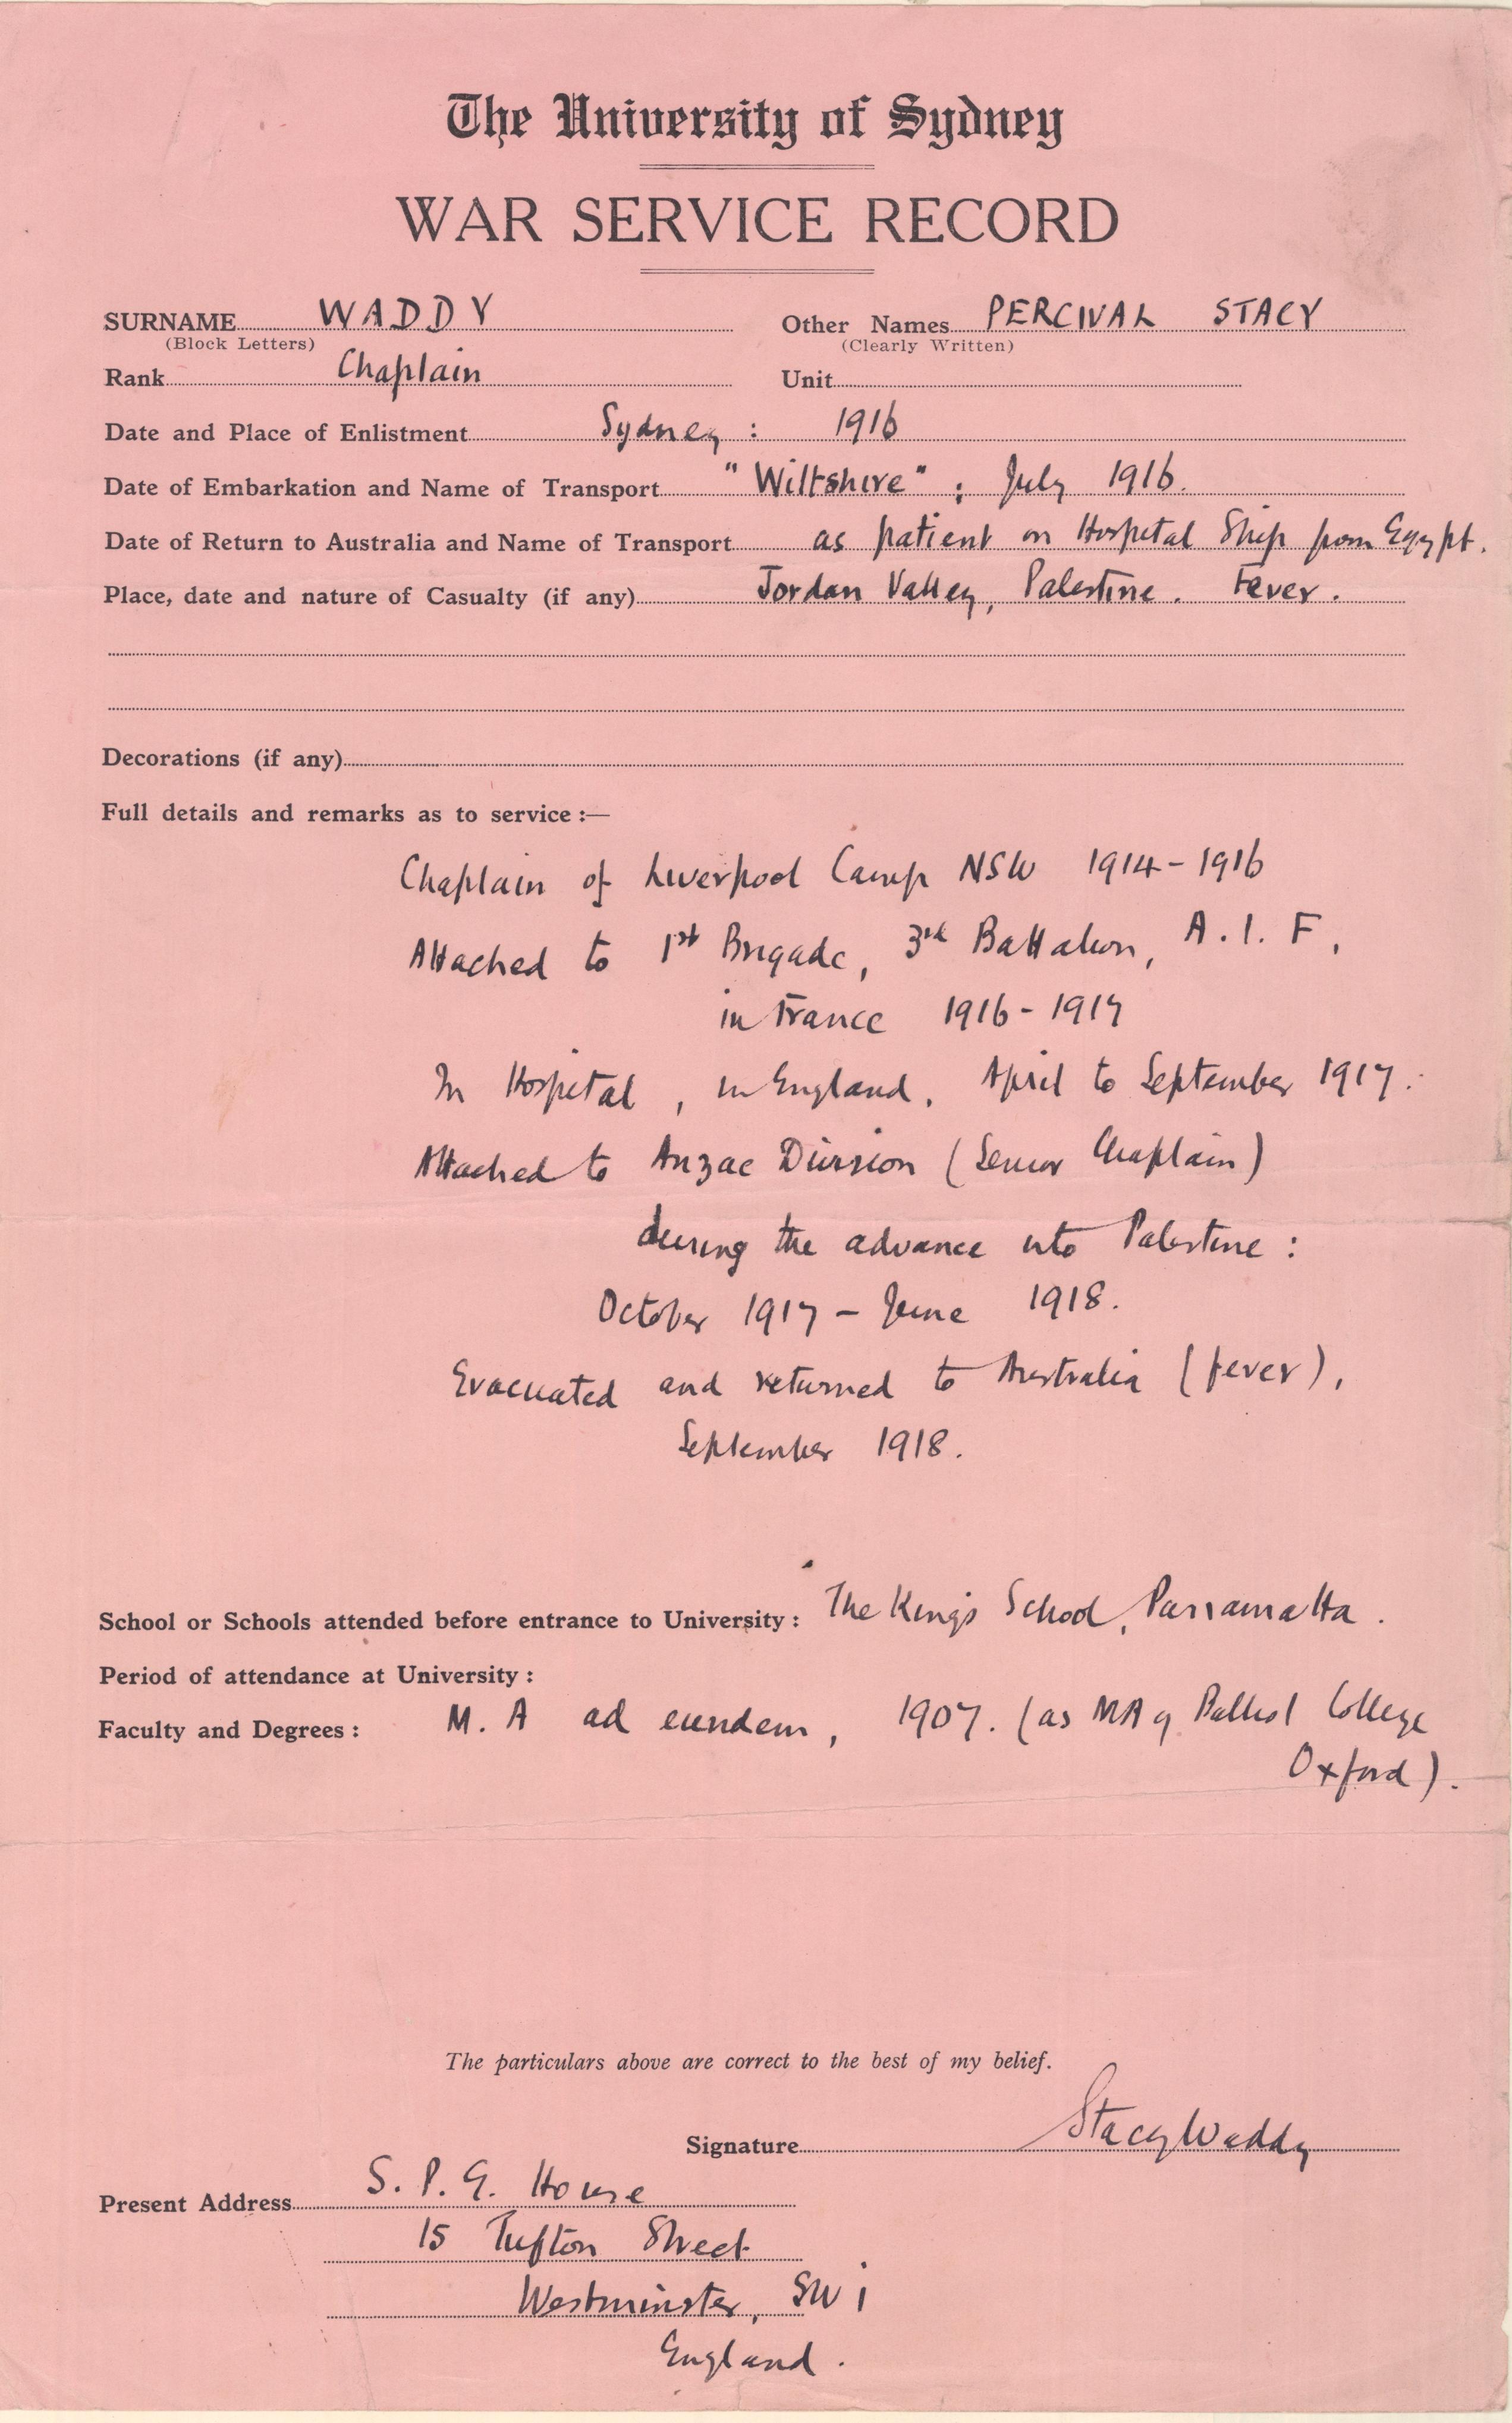 The University of Sydney
WAR SERVICE RECORD
SURNAME WADDY Other Names PERCIVAL STACY
(Block Letters) (Clearly Written)
Rank Chaplain Unit
Date and Place of Enlistment Sydney : 1916
Date of Embarkation and Name of Transport "Wiltshire" : July 1916.
Date of Return to Australia and Name of Transport as patient on Hospital Ship from Egypt.
Place, date and nature of Casualty (if any) Jordan Valley, Palestine. Fever.
Decorations (if any)
Full details and remarks as to service :—
Chaplain of Liverpool Camp NSW 1914-1916
Attached to 1st Brigade, 3rd Battalion, A.I.F,
in France 1916-1917
In Hospital, in England. April to September 1917.
Attached to Anzac Division (Senior Chaplain)
during the advance into Palestine :
October 1917 - June 1918.
Evacuated and returned to Australia (fever),
September 1918.
School or Schools attended before entrance to University : The Kings School, Parramatta.
Period of attendance at University :
Faculty and Degrees : M. A ad eundem, 1907. (as MA of Balliol College
Oxford).
The particulars above are correct to the best of my belief.
Signature Stacy Waddy
Present Address S. P. G. House
15 Tufton Street
Westminster, SW 1
England.